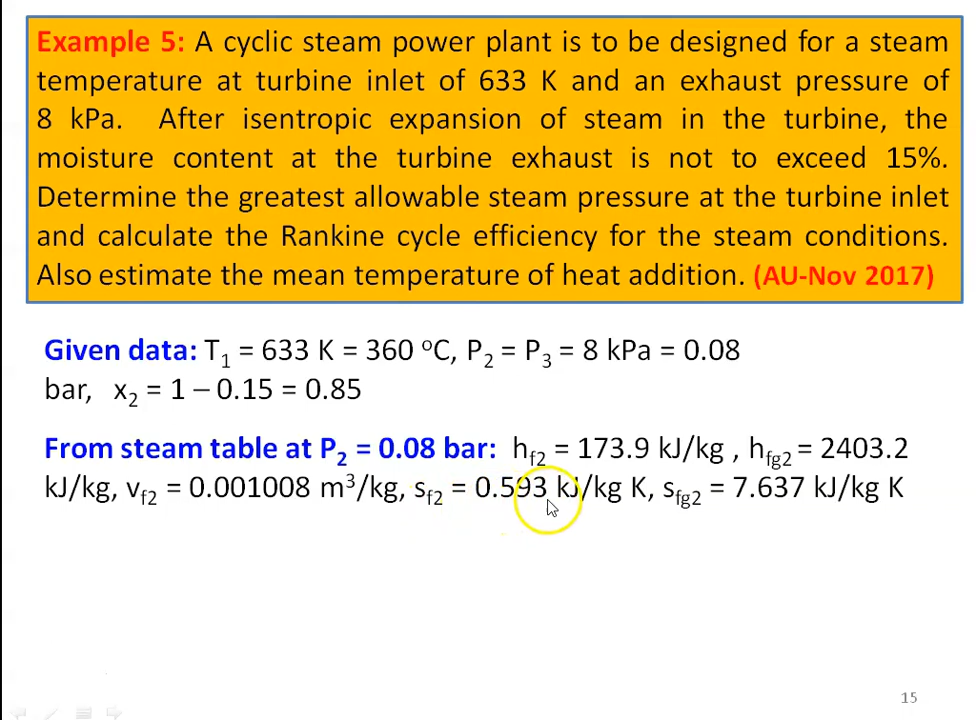 Example 5: A cyclic steam power plant is to be designed for a steam
temperature at turbine inlet of 633 K and an exhaust pressure of
8 kPa. After isentropic expansion of steam in the turbine, the
moisture content at the turbine exhaust is not to exceed 15%.
Determine the greatest allowable steam pressure at the turbine inlet
and calculate the Rankine cycle efficiency for the steam conditions.
Also estimate the mean temperature of heat addition. (AU-Nov 2017)
Given data: T₁ = 633 K = 360 ᵒC, P₂ = P₃ = 8 kPa = 0.08
bar, x₂ = 1 – 0.15 = 0.85
From steam table at P₂ = 0.08 bar: h_f2 = 173.9 kJ/kg , h_fg2 = 2403.2
kJ/kg, v_f2 = 0.001008 m³/kg, s_f2 = 0.593 kJ/kg K, s_fg2 = 7.637 kJ/kg K
15